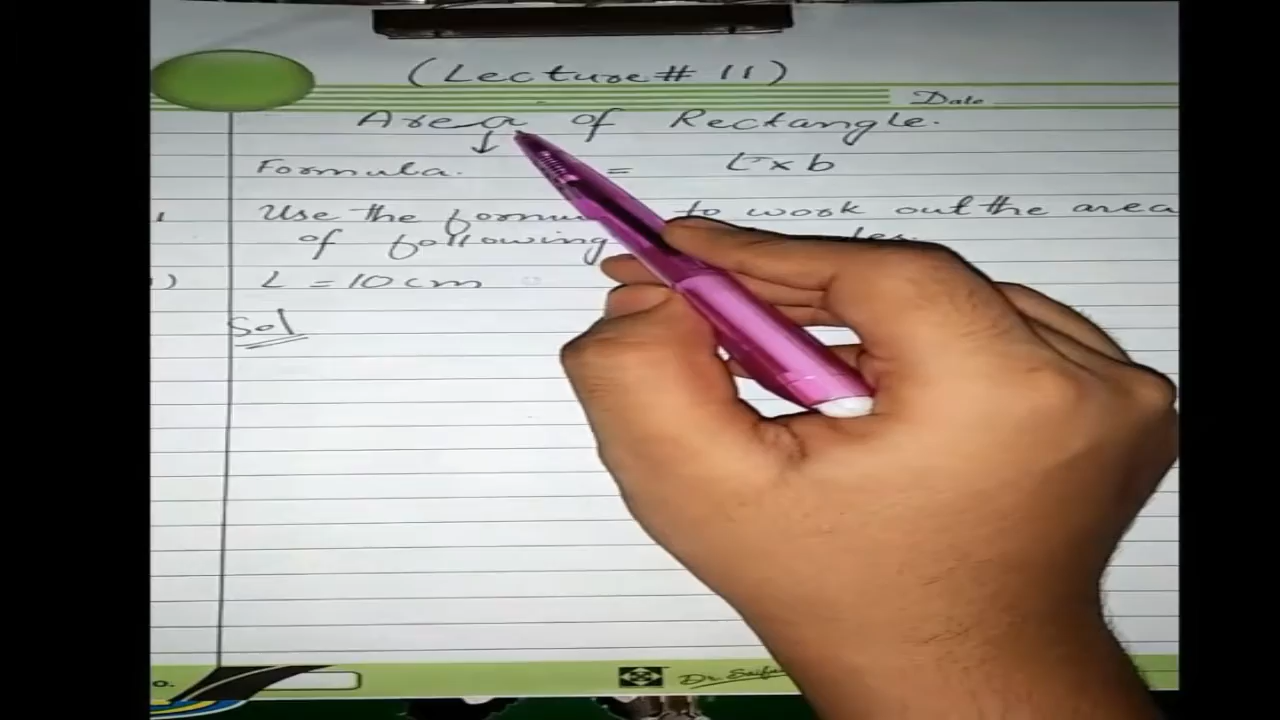 (Lecture # 11)
Date
Area of Rectangle.
Formula. = L x b
1. Use the to work out the area
of following
) L = 10 cm
Sol
o.